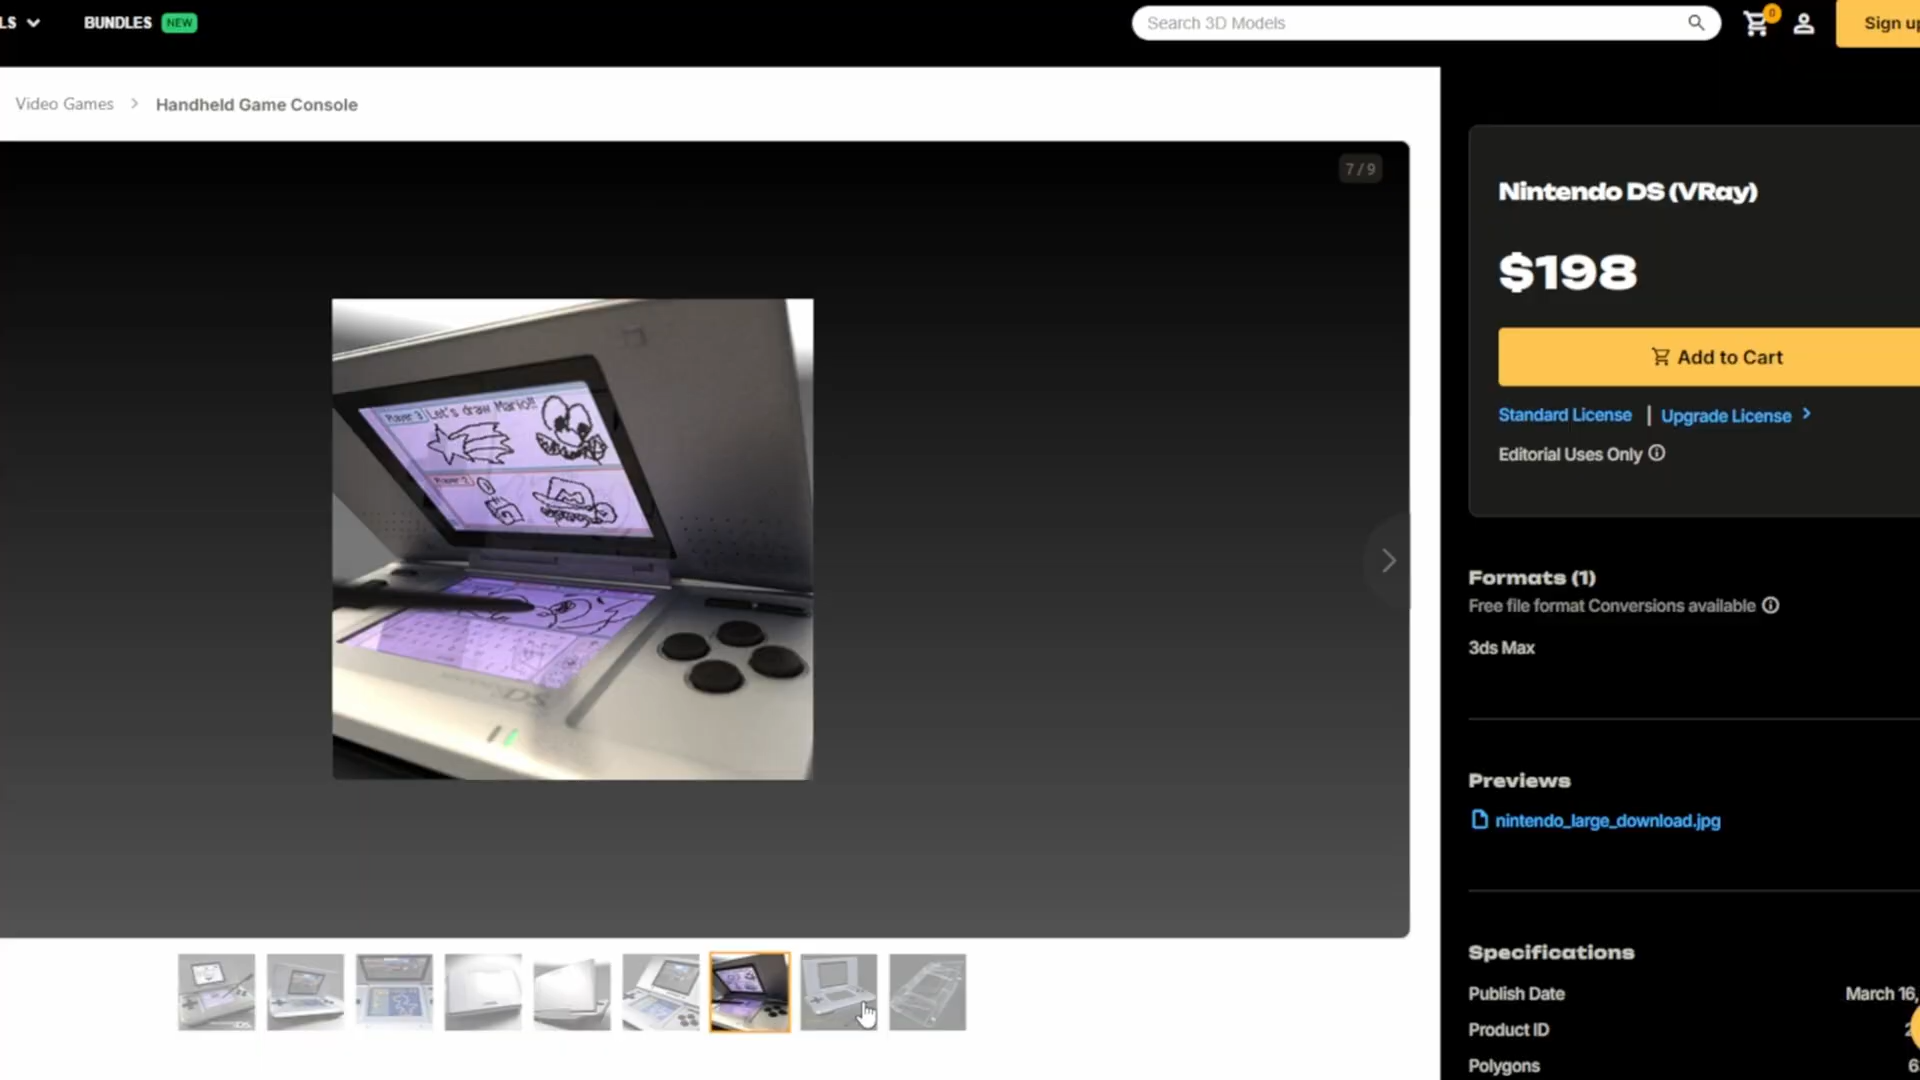 LS
BUNDLES NEW
Search 3D Models
0
Sign up
Video Games > Handheld Game Console
7 / 9
Nintendo DS (VRay)
$198
Add to Cart
Standard License | Upgrade License >
Editorial Uses Only
Player 3 Let's draw Mario!!
Player 2
Formats (1)
Free file format Conversions available
3ds Max
Previews
nintendo_large_download.jpg
Specifications
Publish Date March 16,
Product ID
Polygons 6